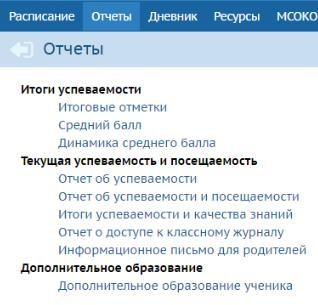 Расписание Отчеты Дневник Ресурсы МСОКО
Отчеты
Итоги успеваемости
Итоговые отметки
Средний балл
Динамика среднего балла
Текущая успеваемость и посещаемость
Отчет об успеваемости
Отчет об успеваемости и посещаемости
Итоги успеваемости и качества знаний
Отчет о доступе к классному журналу
Информационное письмо для родителей
Дополнительное образование
Дополнительное образование ученика